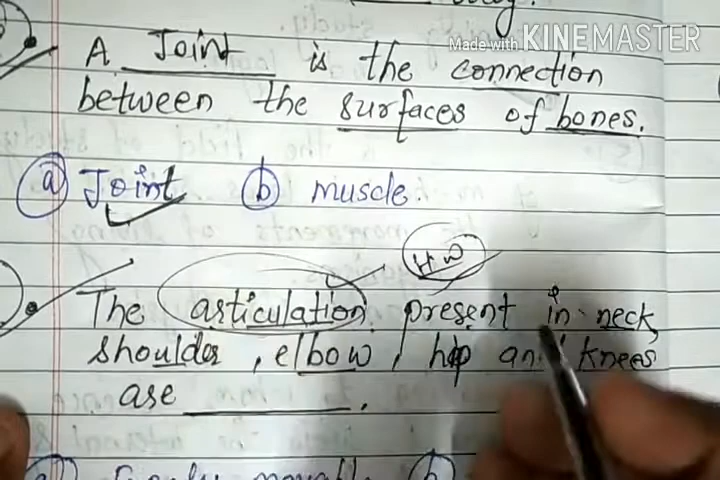 Made with KINEMASTER
A Joint is the connection
between the surfaces of bones.
a Joint b muscle.
HW
The articulation present in neck,
shoulder, elbow, hip and knees
are ________.
a b